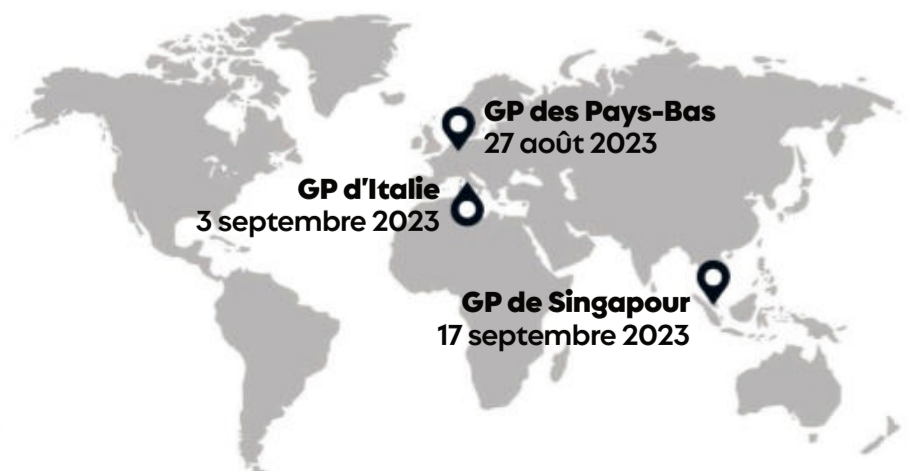 GP des Pays-Bas
27 août 2023
GP d'Italie
3 septembre 2023
GP de Singapour
17 septembre 2023